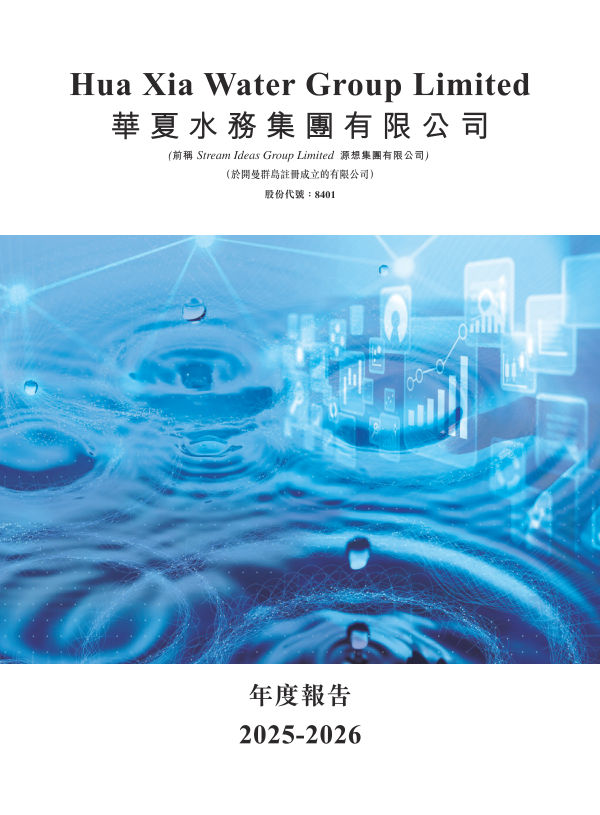 Hua Xia Water Group Limited
華夏水務集團有限公司
(前稱 Stream Ideas Group Limited 源想集團有限公司)
（於開曼群島註冊成立的有限公司）
股份代號：8401
年度報告
2025-2026